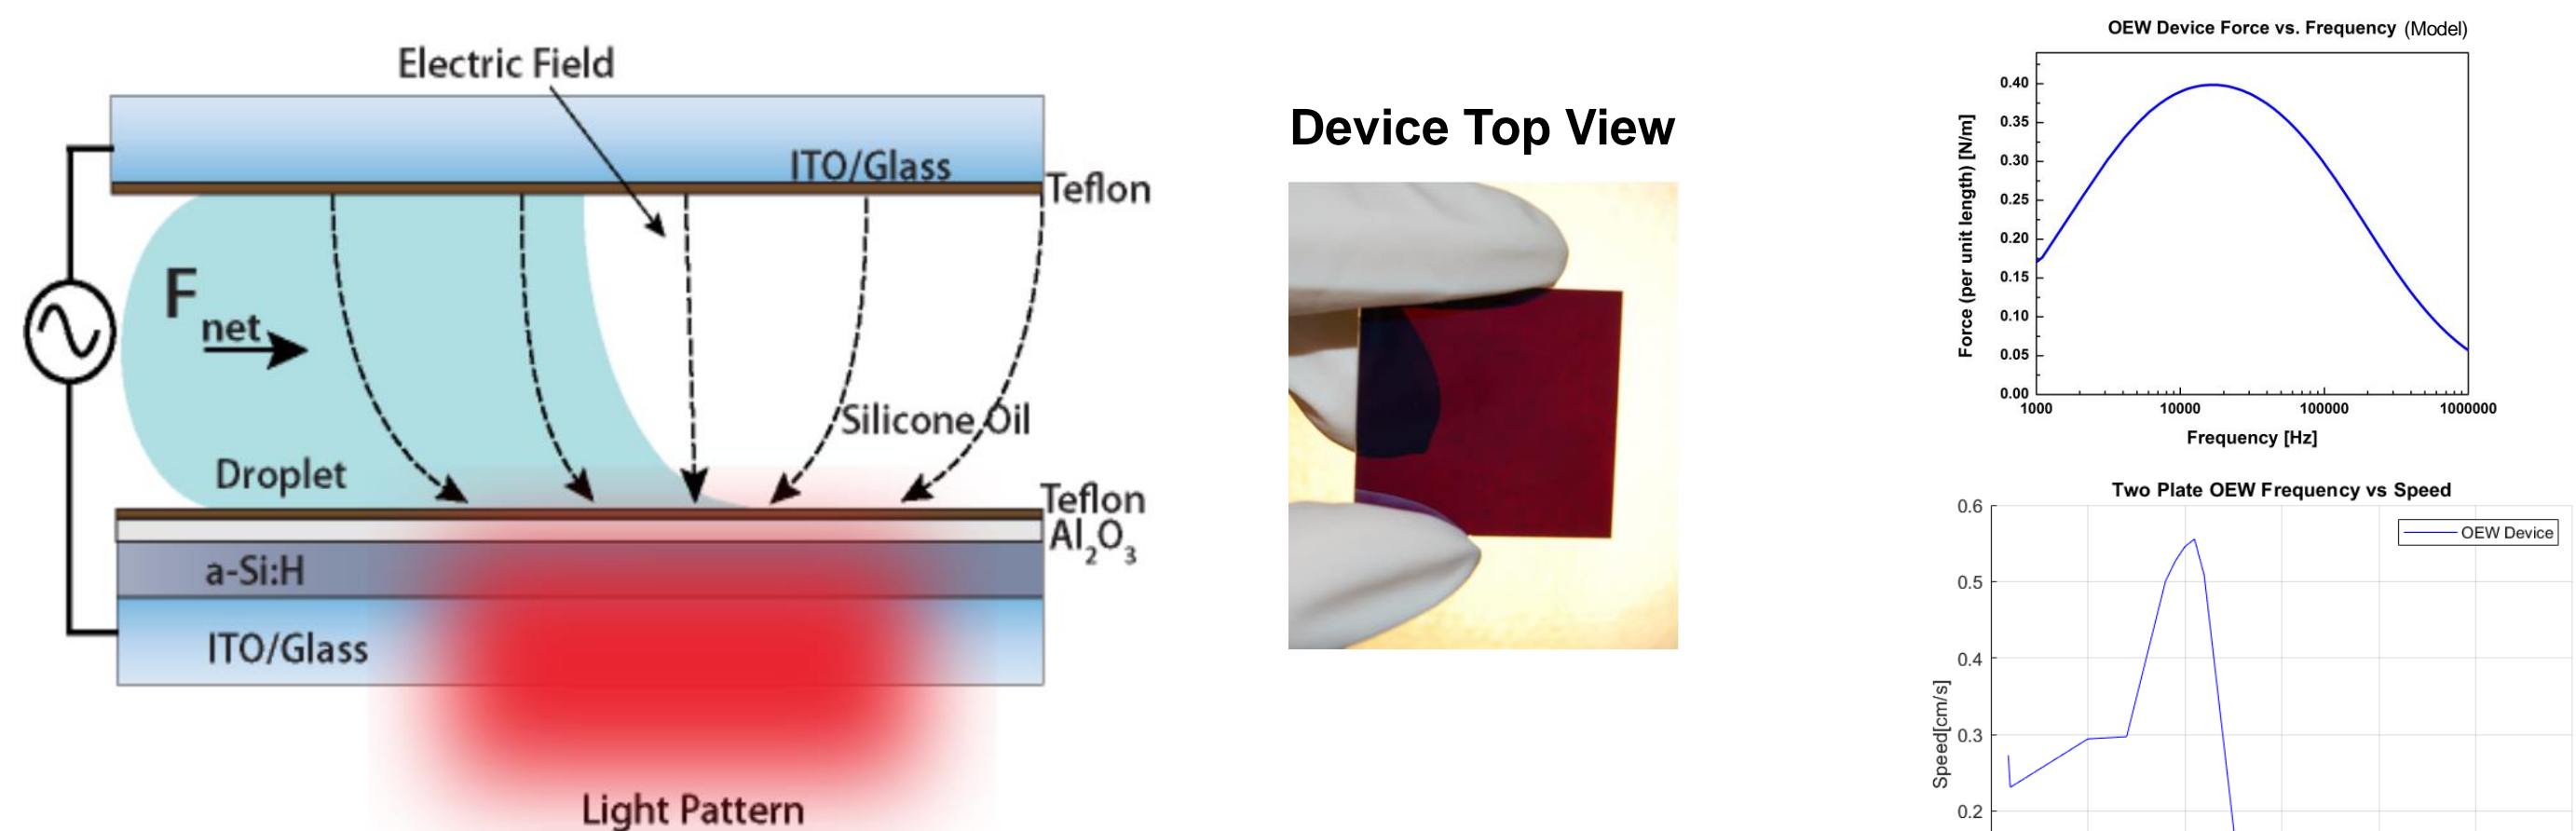 Electric Field
ITO/Glass
Teflon
F
net
Silicone Oil
Droplet
Teflon
Al2O3
a-Si:H
ITO/Glass
Light Pattern
Device Top View
OEW Device Force vs. Frequency (Model)
Force (per unit length) [N/m]
0.40
0.35
0.30
0.25
0.20
0.15
0.10
0.05
0.00
1000 10000 100000 1000000
Frequency [Hz]
Two Plate OEW Frequency vs Speed
OEW Device
Speed[cm/s]
0.6
0.5
0.4
0.3
0.2